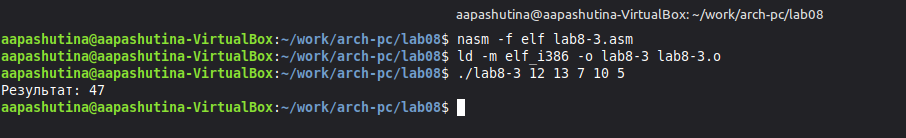 aapashutina@aapashutina-VirtualBox: ~/work/arch-pc/lab08
aapashutina@aapashutina-VirtualBox:~/work/arch-pc/lab08$ nasm -f elf lab8-3.asm
aapashutina@aapashutina-VirtualBox:~/work/arch-pc/lab08$ ld -m elf_i386 -o lab8-3 lab8-3.o
aapashutina@aapashutina-VirtualBox:~/work/arch-pc/lab08$ ./lab8-3 12 13 7 10 5
Результат: 47
aapashutina@aapashutina-VirtualBox:~/work/arch-pc/lab08$